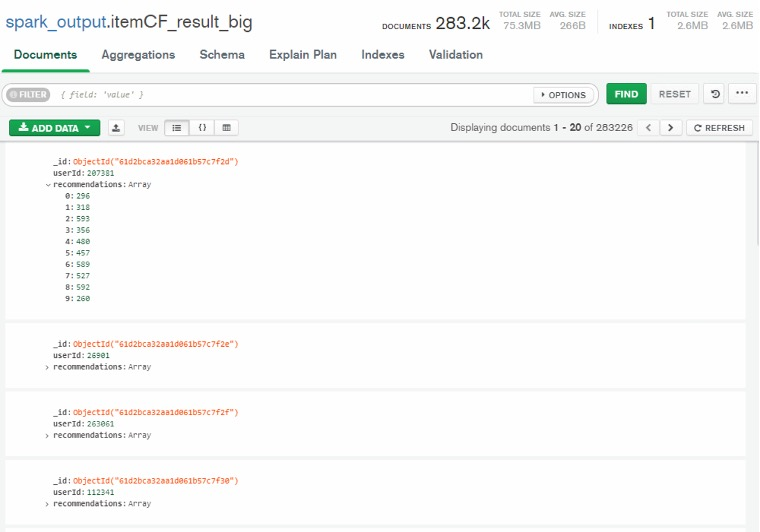 spark_output.itemCF_result_big
DOCUMENTS 283.2k TOTAL SIZE 75.3MB AVG. SIZE 266B INDEXES 1 TOTAL SIZE 2.6MB AVG. SIZE 2.6MB
Documents Aggregations Schema Explain Plan Indexes Validation
FILTER { field: 'value' } OPTIONS FIND RESET ...
ADD DATA VIEW {} Displaying documents 1 - 20 of 283226 < > REFRESH
_id: ObjectId("61d2bca32aa1d061b57c7f2d")
userId: 207381
recommendations: Array
0: 296
1: 318
2: 593
3: 356
4: 480
5: 457
6: 589
7: 527
8: 592
9: 260
_id: ObjectId("61d2bca32aa1d061b57c7f2e")
userId: 26901
recommendations: Array
_id: ObjectId("61d2bca32aa1d061b57c7f2f")
userId: 263061
recommendations: Array
_id: ObjectId("61d2bca32aa1d061b57c7f30")
userId: 112341
recommendations: Array